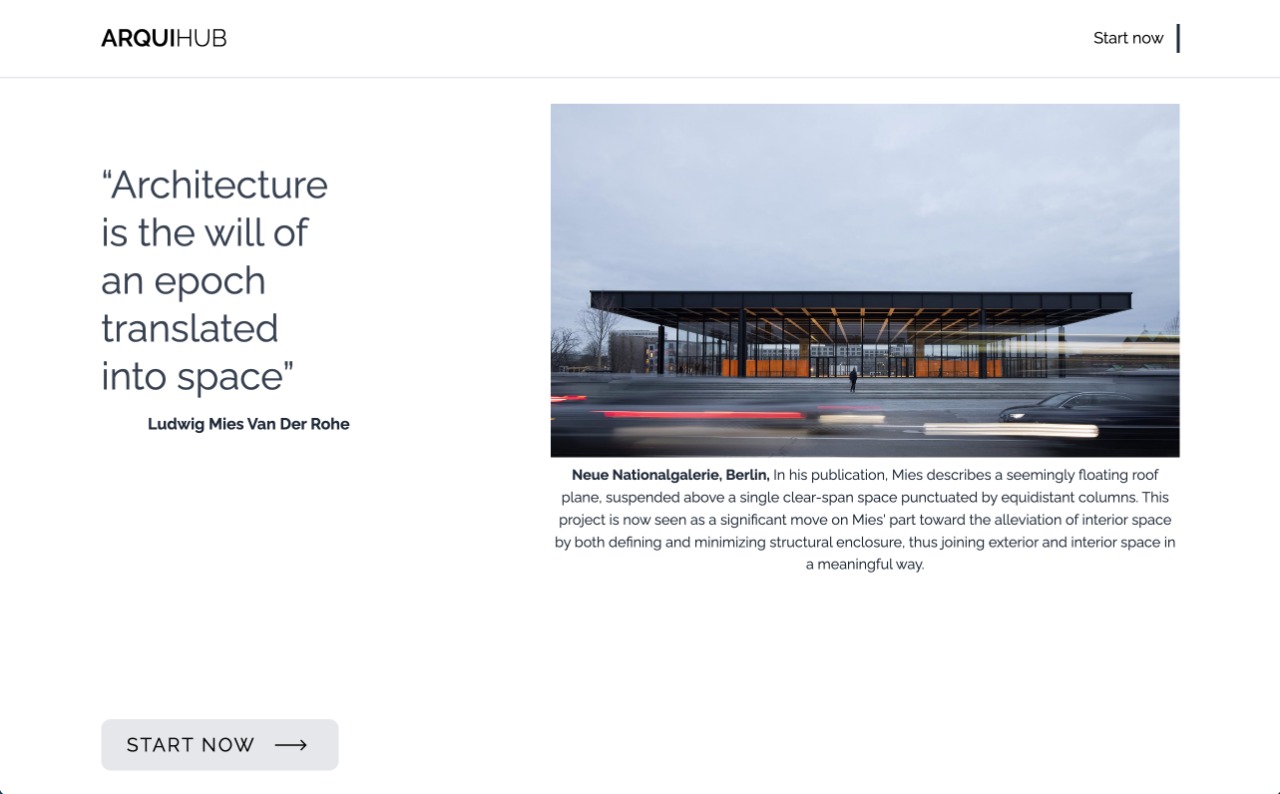 ARQUIHUB
Start now
“Architecture
is the will of
an epoch
translated
into space”
Ludwig Mies Van Der Rohe
Neue Nationalgalerie, Berlin, In his publication, Mies describes a seemingly floating roof
plane, suspended above a single clear-span space punctuated by equidistant columns. This
project is now seen as a significant move on Mies' part toward the alleviation of interior space
by both defining and minimizing structural enclosure, thus joining exterior and interior space in
a meaningful way.
START NOW